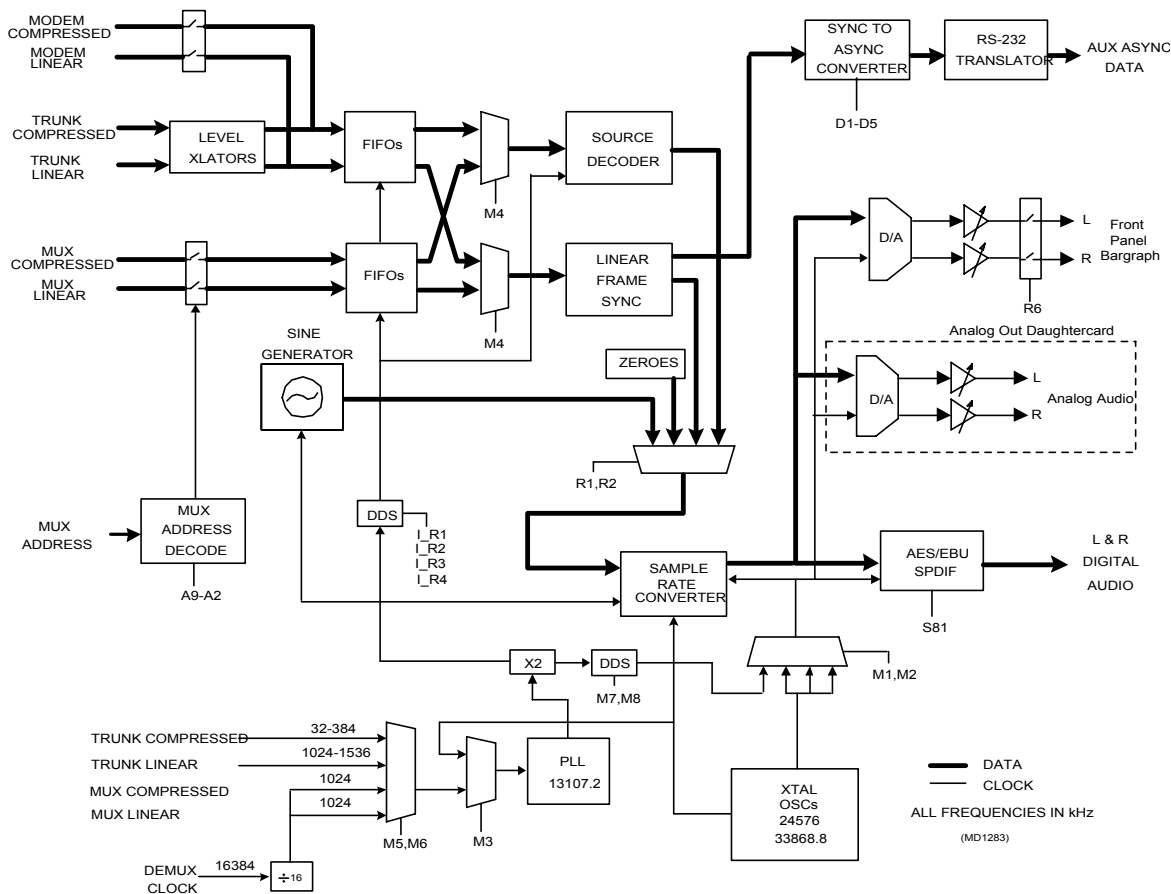 MODEM
COMPRESSED
MODEM
LINEAR
SYNC TO
ASYNC
CONVERTER
RS-232
TRANSLATOR
AUX ASYNC
DATA
D1-D5
TRUNK
COMPRESSED
TRUNK
LINEAR
LEVEL
XLATORS
FIFOs
M4
SOURCE
DECODER
MUX
COMPRESSED
MUX
LINEAR
FIFOs
M4
LINEAR
FRAME
SYNC
D/A
L
R
Front
Panel
Bargraph
R6
Analog Out Daughtercard
D/A
L
R
Analog Audio
SINE
GENERATOR
ZEROES
R1,R2
MUX
ADDRESS
MUX
ADDRESS
DECODE
A9-A2
DDS
I_R1
I_R2
I_R3
I_R4
SAMPLE
RATE
CONVERTER
AES/EBU
SPDIF
S81
L & R
DIGITAL
AUDIO
X2
DDS
M7,M8
M1,M2
TRUNK COMPRESSED
32-384
TRUNK LINEAR
1024-1536
MUX COMPRESSED
1024
MUX LINEAR
1024
M5,M6
M3
PLL
13107.2
XTAL
OSCs
24576
33868.8
DEMUX
CLOCK
16384
÷16
DATA
CLOCK
ALL FREQUENCIES IN kHz
(MD1283)